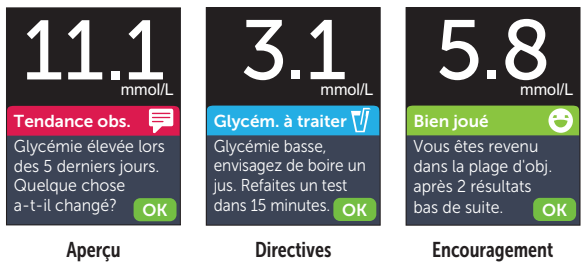 11.1
mmol/L
Tendance obs.
Glycémie élevée lors
des 5 derniers jours.
Quelque chose
a-t-il changé?
OK
Aperçu
3.1
mmol/L
Glycém. à traiter
Glycémie basse,
envisagez de boire un
jus. Refaites un test
dans 15 minutes.
OK
Directives
5.8
mmol/L
Bien joué
Vous êtes revenu
dans la plage d'obj.
après 2 résultats
bas de suite.
OK
Encouragement